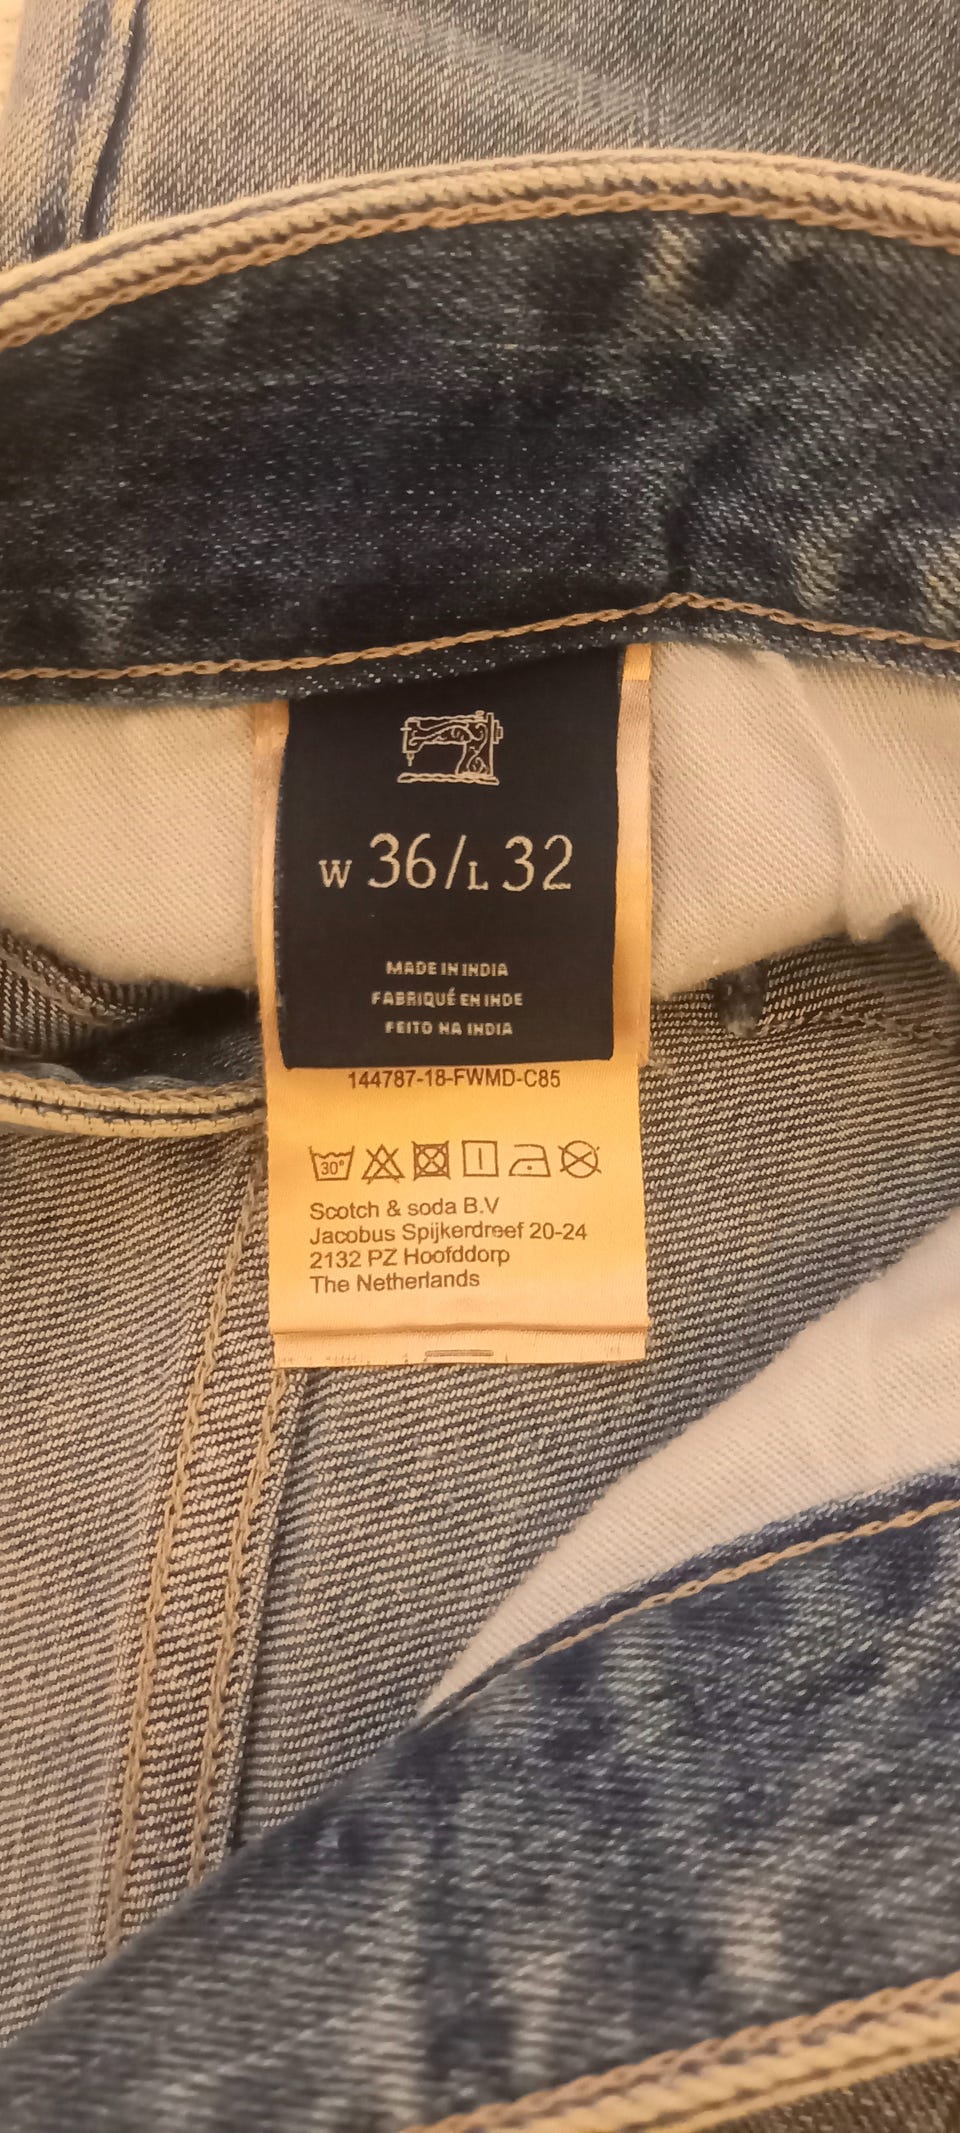 W 36/L 32
MADE IN INDIA
FABRIQUÉ EN INDE
FEITO NA INDIA
144787-18-FWMD-C85
30°
Scotch & soda B.V
Jacobus Spijkerdreef 20-24
2132 PZ Hoofddorp
The Netherlands